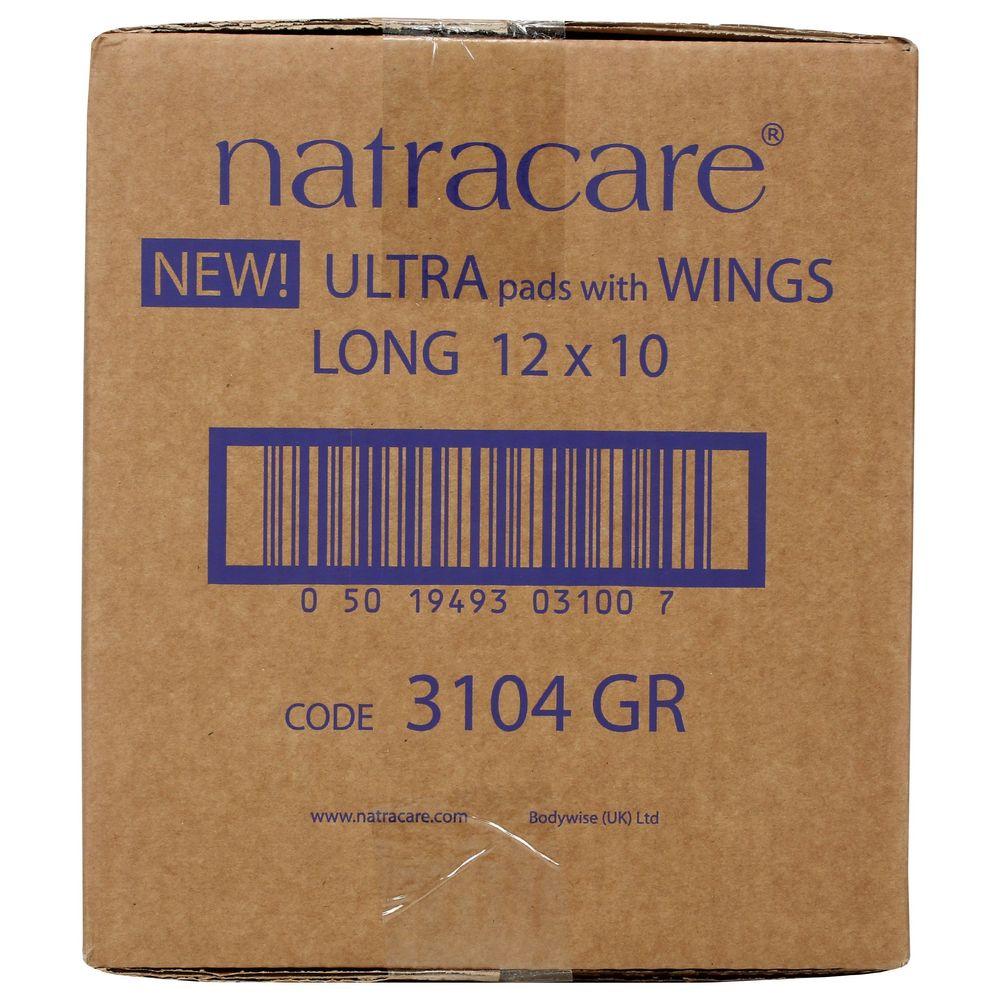 natracare®
NEW! ULTRA pads with WINGS
LONG 12 x 10
0 50 19493 03100 7
CODE 3104 GR
www.natracare.com Bodywise (UK) Ltd